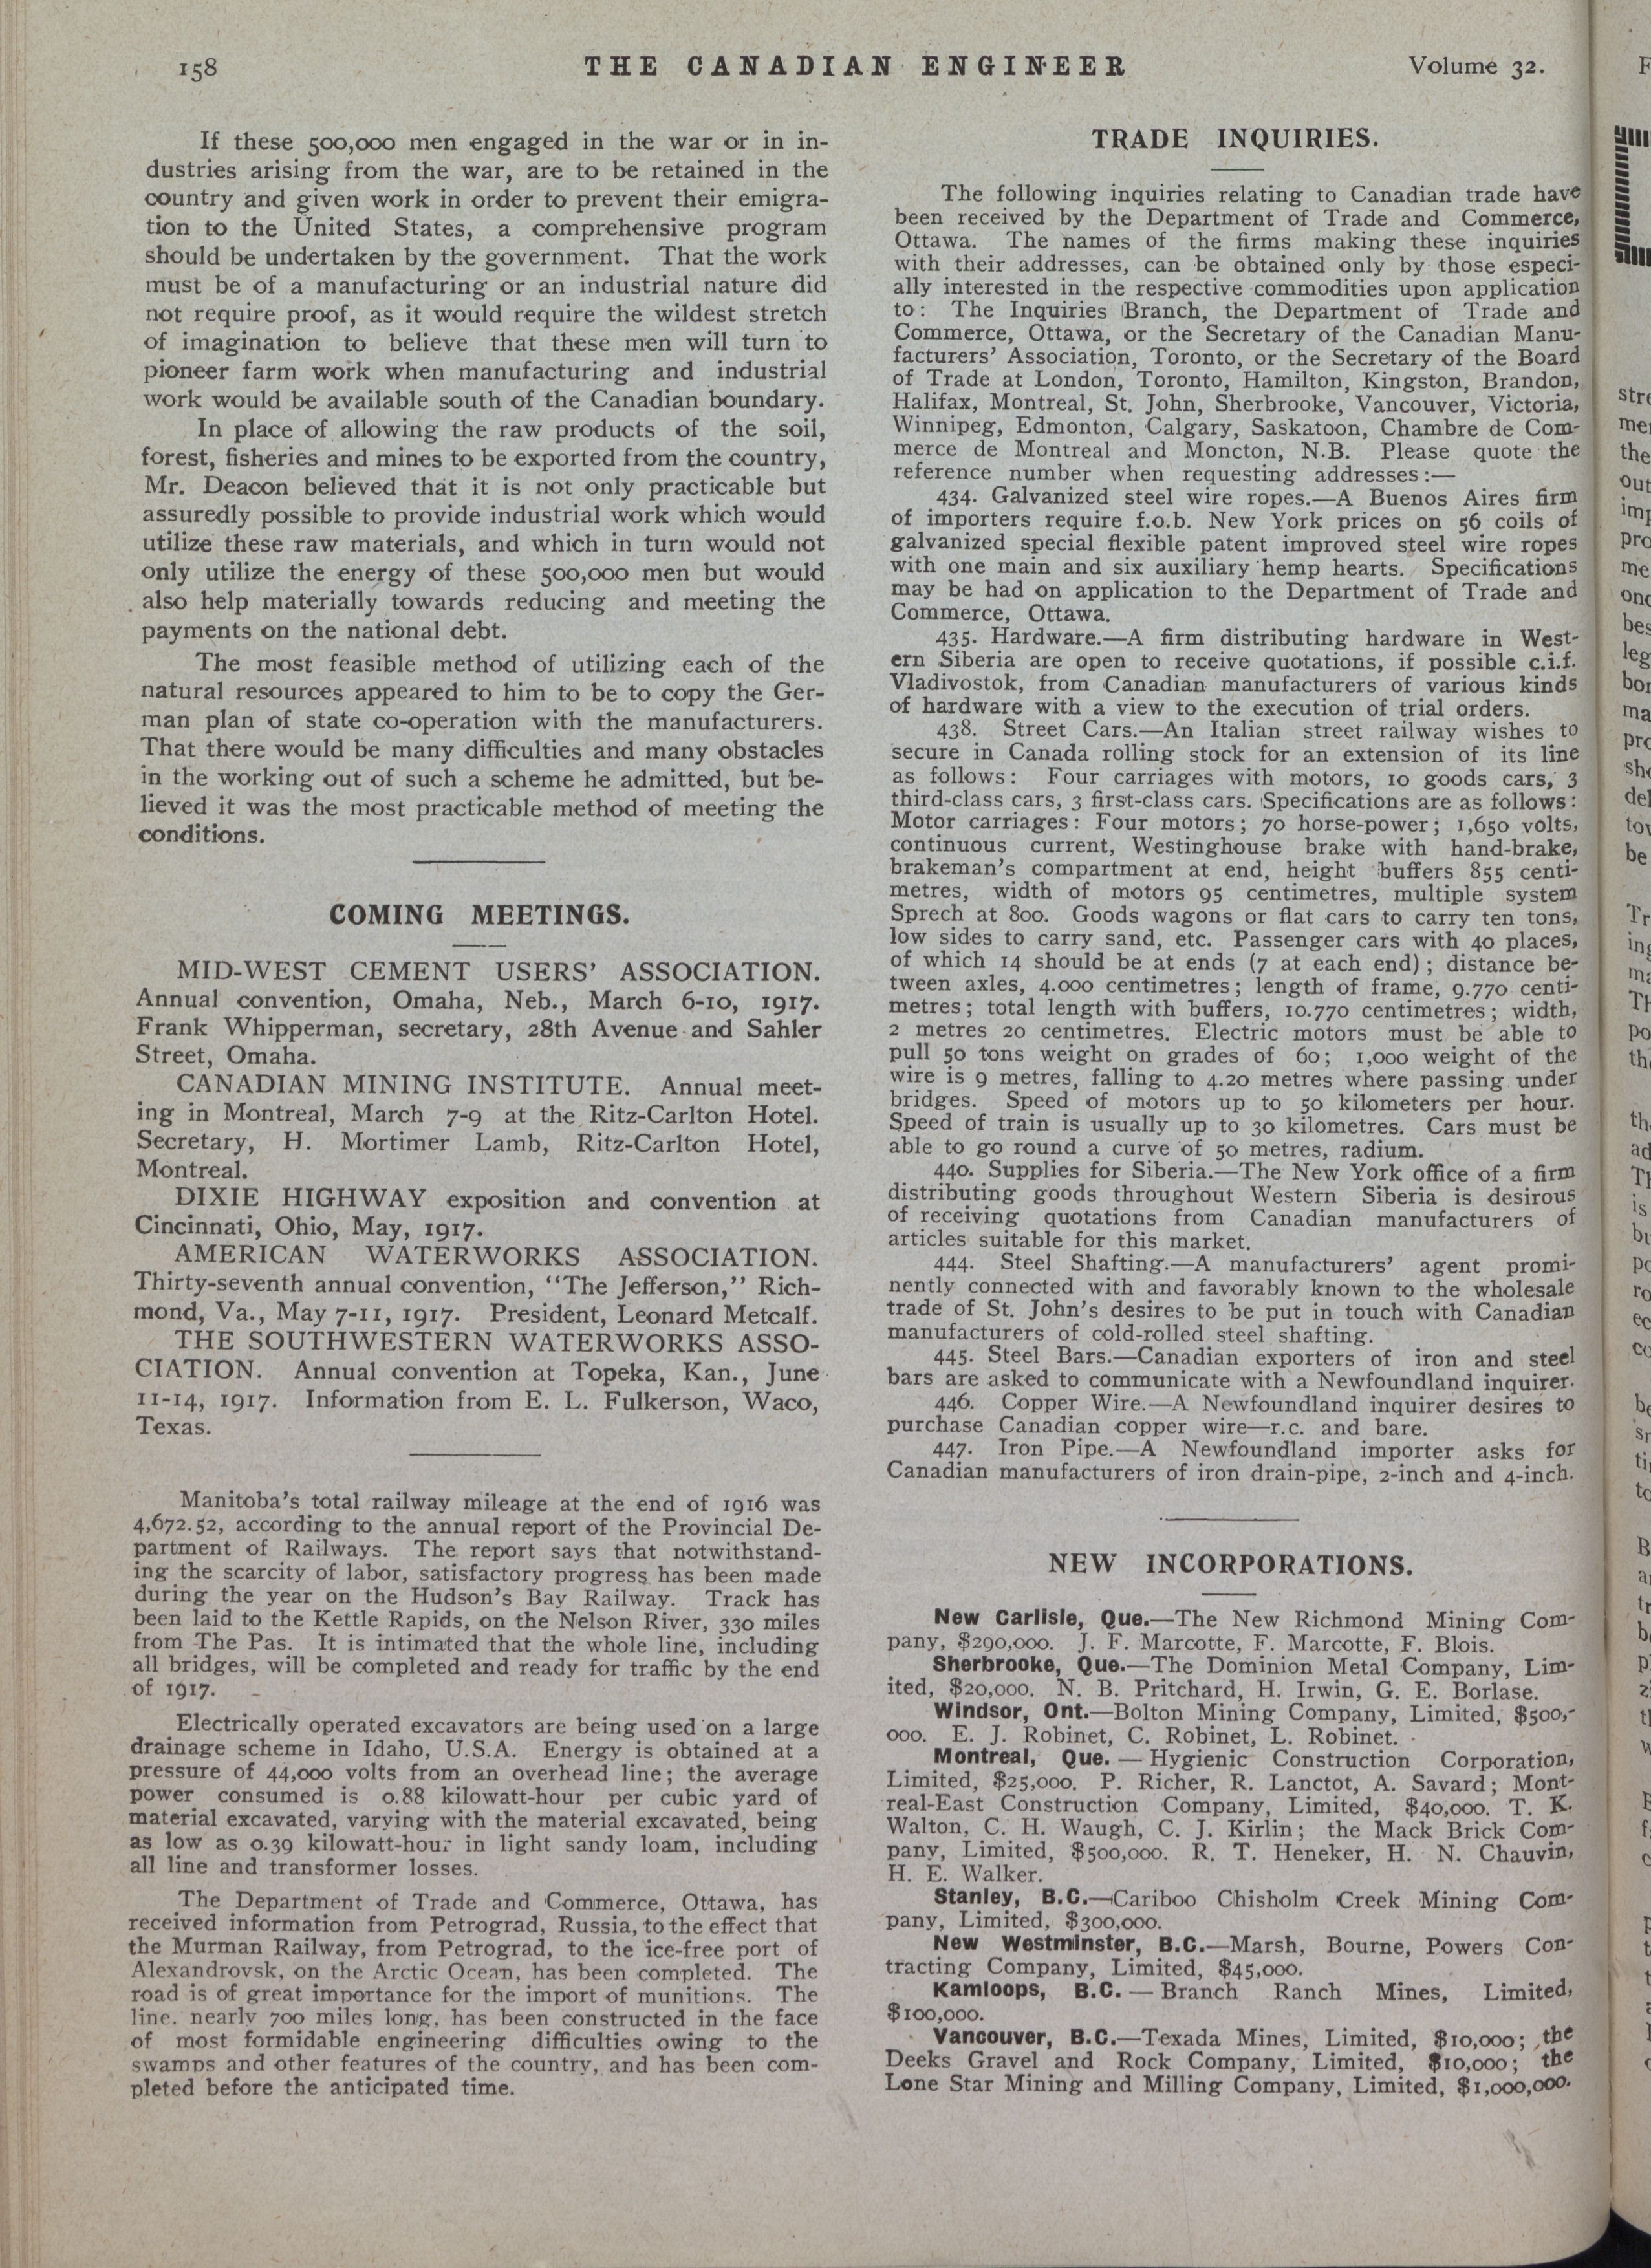 158
THE CANADIAN ENGINEER
Volume 32.
If these 500,000 men engaged in the war or in in-
dustries arising from the war, are to be retained in the
country and given work in order to prevent their emigra-
tion to the United States, a comprehensive program
should be undertaken by the government. That the work
must be of a manufacturing or an industrial nature did
not require proof, as it would require the wildest stretch
of imagination to believe that these men will turn to
pioneer farm work when manufacturing and industrial
work would be available south of the Canadian boundary.
In place of allowing the raw products of the soil,
forest, fisheries and mines to be exported from the country,
Mr. Deacon believed that it is not only practicable but
assuredly possible to provide industrial work which would
utilize these raw materials, and which in turn would not
only utilize the energy of these 500,000 men but would
also help materially towards reducing and meeting the
payments on the national debt.
The most feasible method of utilizing each of the
natural resources appeared to him to be to copy the Ger-
man plan of state co-operation with the manufacturers.
That there would be many difficulties and many obstacles
in the working out of such a scheme he admitted, but be-
lieved it was the most practicable method of meeting the
conditions.
COMING MEETINGS.
MID-WEST CEMENT USERS' ASSOCIATION.
Annual convention, Omaha, Neb., March 6-10, 1917.
Frank Whipperman, secretary, 28th Avenue and Sahler
Street, Omaha.
CANADIAN MINING INSTITUTE. Annual meet-
ing in Montreal, March 7-9 at the Ritz-Carlton Hotel.
Secretary, H. Mortimer Lamb, Ritz-Carlton Hotel,
Montreal.
DIXIE HIGHWAY exposition and convention at
Cincinnati, Ohio, May, 1917.
AMERICAN WATERWORKS ASSOCIATION.
Thirty-seventh annual convention, "The Jefferson," Rich-
mond, Va., May 7-11, 1917. President, Leonard Metcalf.
THE SOUTHWESTERN WATERWORKS ASSO-
CIATION. Annual convention at Topeka, Kan., June
11-14, 1917. Information from E. L. Fulkerson, Waco,
Texas.
Manitoba's total railway mileage at the end of 1916 was
4,672.52, according to the annual report of the Provincial De-
partment of Railways. The report says that notwithstand-
ing the scarcity of labor, satisfactory progress has been made
during the year on the Hudson's Bay Railway. Track has
been laid to the Kettle Rapids, on the Nelson River, 330 miles
from The Pas. It is intimated that the whole line, including
all bridges, will be completed and ready for traffic by the end
of 1917.
Electrically operated excavators are being used on a large
drainage scheme in Idaho, U.S.A. Energy is obtained at a
pressure of 44,000 volts from an overhead line; the average
power consumed is 0.88 kilowatt-hour per cubic yard of
material excavated, varying with the material excavated, being
as low as 0.39 kilowatt-hour in light sandy loam, including
all line and transformer losses.
The Department of Trade and Commerce, Ottawa, has
received information from Petrograd, Russia, to the effect that
the Murman Railway, from Petrograd, to the ice-free port of
Alexandrovsk, on the Arctic Ocean, has been completed. The
road is of great importance for the import of munitions. The
line, nearly 700 miles long, has been constructed in the face
of most formidable engineering difficulties owing to the
swamps and other features of the country, and has been com-
pleted before the anticipated time.
TRADE INQUIRIES.
The following inquiries relating to Canadian trade have
been received by the Department of Trade and Commerce,
Ottawa. The names of the firms making these inquiries
with their addresses, can be obtained only by those especi-
ally interested in the respective commodities upon application
to: The Inquiries Branch, the Department of Trade and
Commerce, Ottawa, or the Secretary of the Canadian Manu-
facturers' Association, Toronto, or the Secretary of the Board
of Trade at London, Toronto, Hamilton, Kingston, Brandon,
Halifax, Montreal, St. John, Sherbrooke, Vancouver, Victoria,
Winnipeg, Edmonton, Calgary, Saskatoon, Chambre de Com-
merce de Montreal and Moncton, N.B. Please quote the
reference number when requesting addresses:—
434. Galvanized steel wire ropes.—A Buenos Aires firm
of importers require f.o.b. New York prices on 56 coils of
galvanized special flexible patent improved steel wire ropes
with one main and six auxiliary hemp hearts. Specifications
may be had on application to the Department of Trade and
Commerce, Ottawa.
435. Hardware.—A firm distributing hardware in West-
ern Siberia are open to receive quotations, if possible c.i.f.
Vladivostok, from Canadian manufacturers of various kinds
of hardware with a view to the execution of trial orders.
438. Street Cars.—An Italian street railway wishes to
secure in Canada rolling stock for an extension of its line
as follows: Four carriages with motors, 10 goods cars, 3
third-class cars, 3 first-class cars. Specifications are as follows:
Motor carriages: Four motors; 70 horse-power; 1,650 volts,
continuous current, Westinghouse brake with hand-brake,
brakeman's compartment at end, height buffers 855 centi-
metres, width of motors 95 centimetres, multiple system
Sprech at 800. Goods wagons or flat cars to carry ten tons,
low sides to carry sand, etc. Passenger cars with 40 places,
of which 14 should be at ends (7 at each end); distance be-
tween axles, 4.000 centimetres; length of frame, 9.770 centi-
metres; total length with buffers, 10.770 centimetres; width,
2 metres 20 centimetres. Electric motors must be able to
pull 50 tons weight on grades of 60; 1,000 weight of the
wire is 9 metres, falling to 4.20 metres where passing under
bridges. Speed of motors up to 50 kilometers per hour.
Speed of train is usually up to 30 kilometres. Cars must be
able to go round a curve of 50 metres, radium.
440. Supplies for Siberia.—The New York office of a firm
distributing goods throughout Western Siberia is desirous
of receiving quotations from Canadian manufacturers of
articles suitable for this market.
444. Steel Shafting.—A manufacturers' agent promi-
nently connected with and favorably known to the wholesale
trade of St. John's desires to be put in touch with Canadian
manufacturers of cold-rolled steel shafting.
445. Steel Bars.—Canadian exporters of iron and steel
bars are asked to communicate with a Newfoundland inquirer.
446. Copper Wire.—A Newfoundland inquirer desires to
purchase Canadian copper wire—r.c. and bare.
447. Iron Pipe.—A Newfoundland importer asks for
Canadian manufacturers of iron drain-pipe, 2-inch and 4-inch.
NEW INCORPORATIONS.
New Carlisle, Que.—The New Richmond Mining Com-
pany, $290,000. J. F. Marcotte, F. Marcotte, F. Blois.
Sherbrooke, Que.—The Dominion Metal Company, Lim-
ited, $20,000. N. B. Pritchard, H. Irwin, G. E. Borlase.
Windsor, Ont.—Bolton Mining Company, Limited, $500,-
000. E. J. Robinet, C. Robinet, L. Robinet.
Montreal, Que. — Hygienic Construction Corporation,
Limited, $25,000. P. Richer, R. Lanctot, A. Savard; Mont-
real-East Construction Company, Limited, $40,000. T. K.
Walton, C. H. Waugh, C. J. Kirlin; the Mack Brick Com-
pany, Limited, $500,000. R. T. Heneker, H. N. Chauvin,
H. E. Walker.
Stanley, B.C.—Cariboo Chisholm Creek Mining Com-
pany, Limited, $300,000.
New Westminster, B.C.—Marsh, Bourne, Powers Con-
tracting Company, Limited, $45,000.
Kamloops, B.C. — Branch Ranch Mines, Limited,
$100,000.
Vancouver, B.C.—Texada Mines, Limited, $10,000; the
Deeks Gravel and Rock Company, Limited, $10,000; the
Lone Star Mining and Milling Company, Limited, $1,000,000.